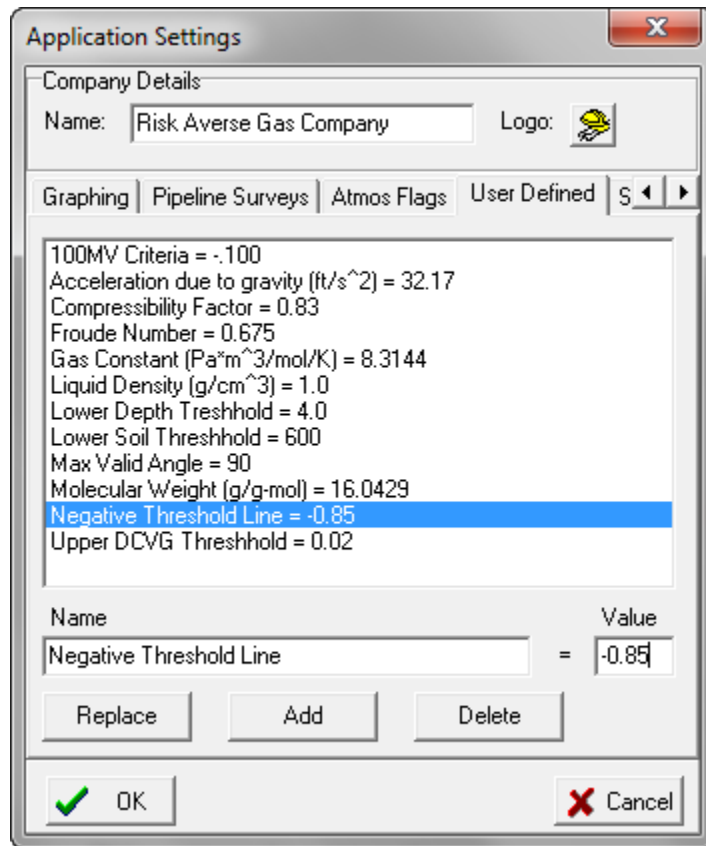 Application Settings
Company Details
Name: Risk Averse Gas Company Logo:
Graphing Pipeline Surveys Atmos Flags User Defined S
100MV Criteria = -.100
Acceleration due to gravity (ft/s^2) = 32.17
Compressibility Factor = 0.83
Froude Number = 0.675
Gas Constant (Pa*m^3/mol/K) = 8.3144
Liquid Density (g/cm^3) = 1.0
Lower Depth Treshhold = 4.0
Lower Soil Threshhold = 600
Max Valid Angle = 90
Molecular Weight (g/g-mol) = 16.0429
Negative Threshold Line = -0.85
Upper DCVG Threshhold = 0.02
Name Value
Negative Threshold Line = -0.85
Replace Add Delete
OK Cancel